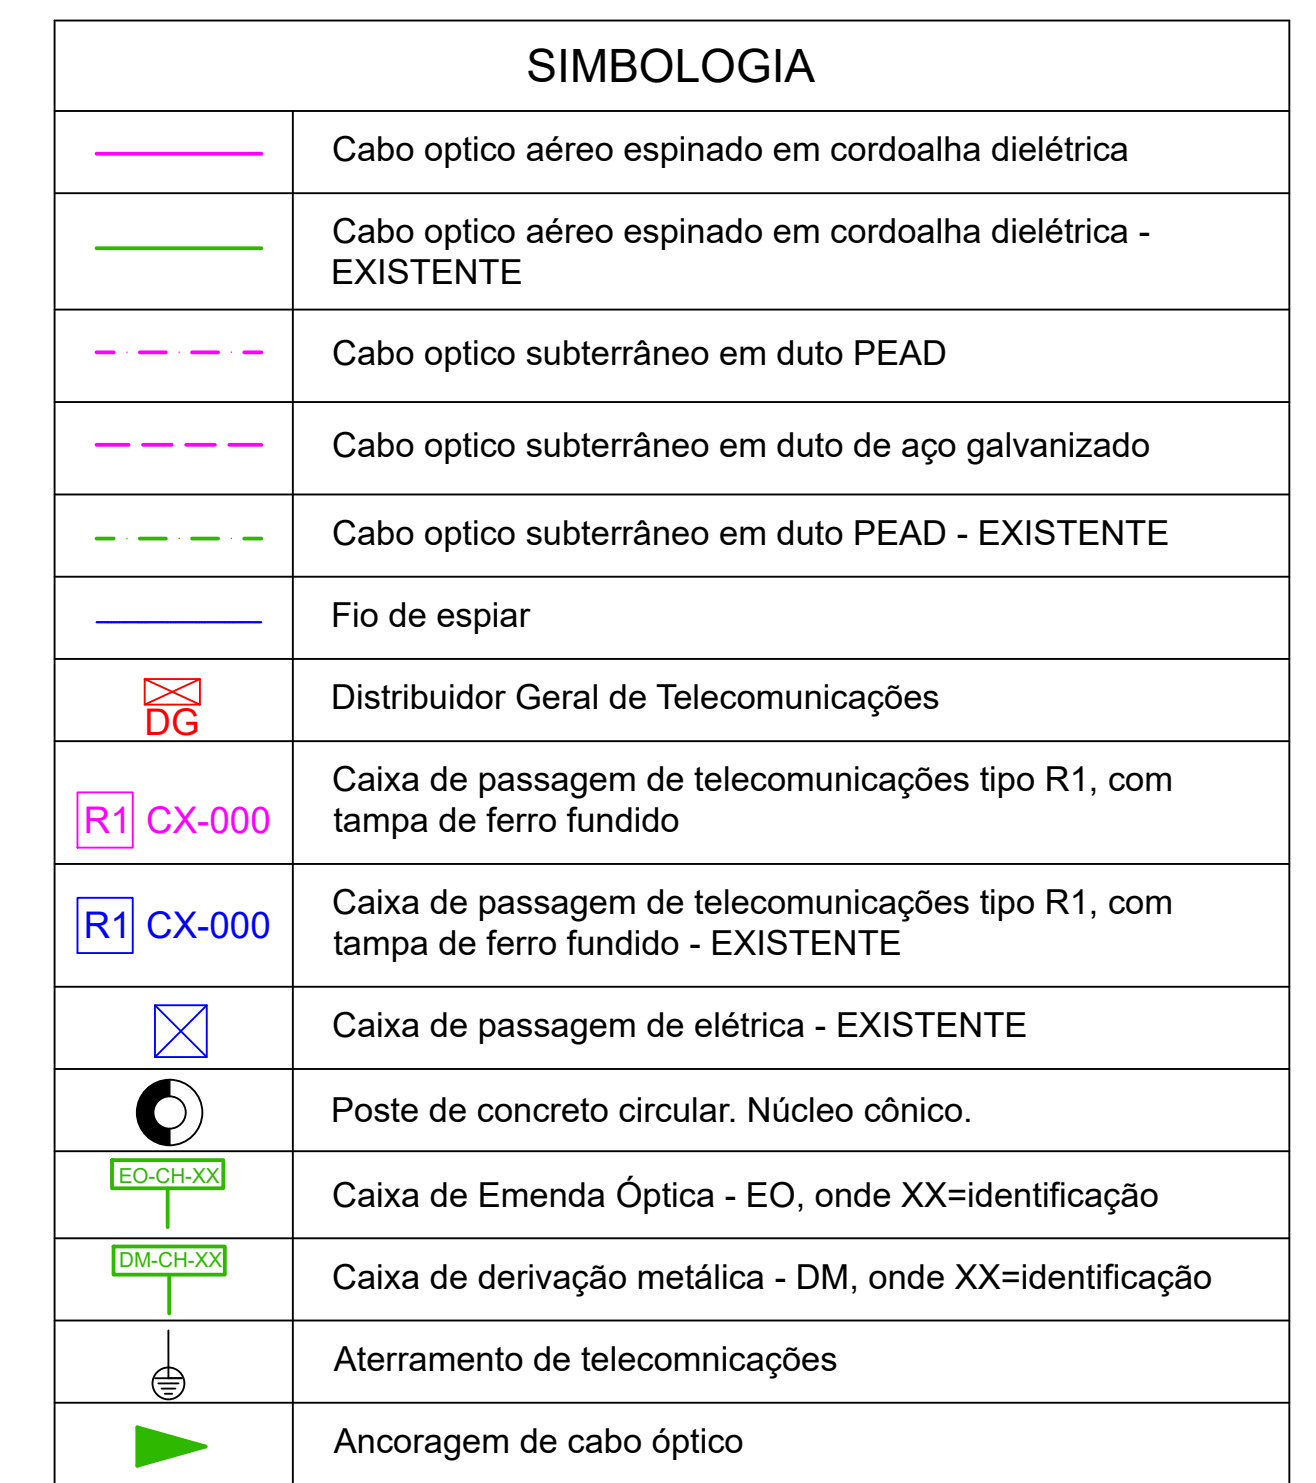 SIMBOLOGIA
Cabo optico aéreo espinado em cordoalha dielétrica
Cabo optico aéreo espinado em cordoalha dielétrica -
EXISTENTE
Cabo optico subterrâneo em duto PEAD
Cabo optico subterrâneo em duto de aço galvanizado
Cabo optico subterrâneo em duto PEAD - EXISTENTE
Fio de espiar
DG
Distribuidor Geral de Telecomunicações
R1 CX-000
Caixa de passagem de telecomunicações tipo R1, com
tampa de ferro fundido
R1 CX-000
Caixa de passagem de telecomunicações tipo R1, com
tampa de ferro fundido - EXISTENTE
Caixa de passagem de elétrica - EXISTENTE
Poste de concreto circular. Núcleo cônico.
EO-CH-XX
Caixa de Emenda Óptica - EO, onde XX=identificação
DM-CH-XX
Caixa de derivação metálica - DM, onde XX=identificação
Aterramento de telecomnicações
Ancoragem de cabo óptico